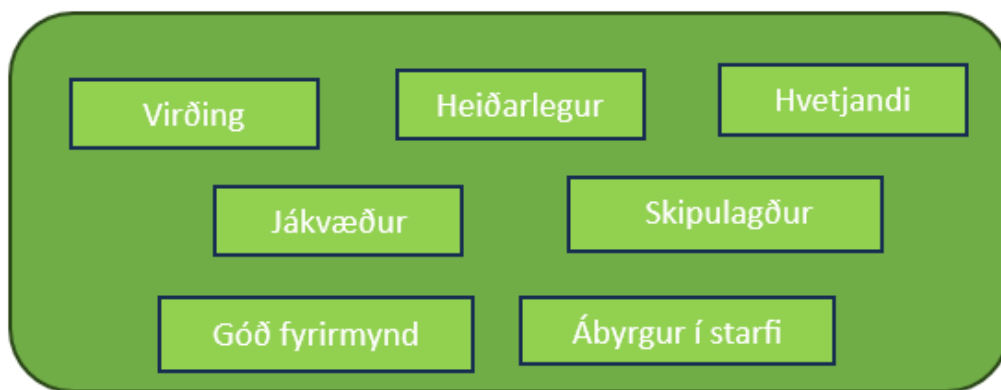 Virðing
Heiðarlegur
Hvetjandi
Jákvæður
Skipulagður
Góð fyrirmynd
Ábyrgur í starfi